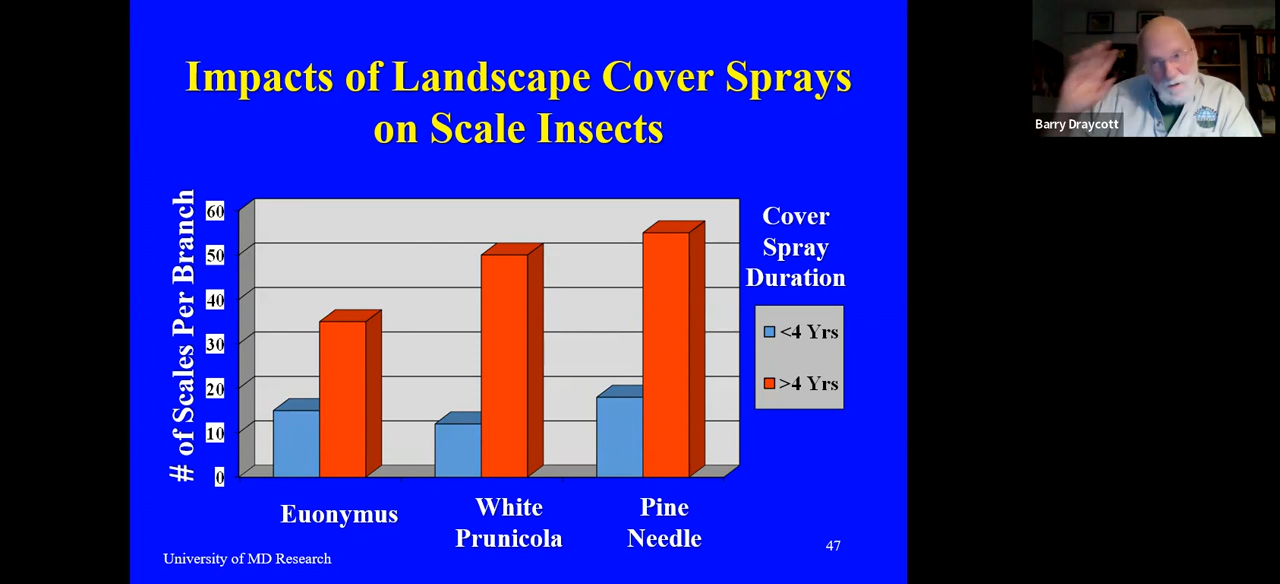 Impacts of Landscape Cover Sprays
on Scale Insects
# of Scales Per Branch
60
50
40
30
20
10
0
Cover
Spray
Duration
<4 Yrs
>4 Yrs
Euonymus
White
Prunicola
Pine
Needle
University of MD Research
47
Barry Draycott